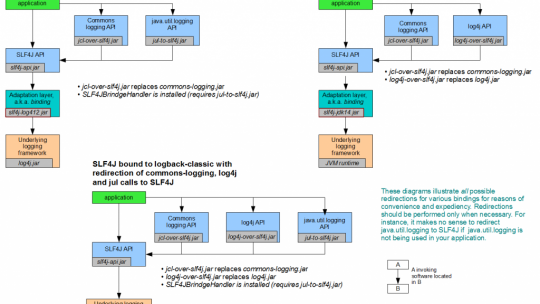 application
Commons
logging API
jcl-over-slf4j.jar
java.util.logging
API
jul-to-slf4j.jar
SLF4J API
slf4j-api.jar
• jcl-over-slf4j.jar replaces commons-logging.jar
• SLF4JBrindgeHandler is installed (requires jul-to-slf4j.jar)
Adaptation layer,
a.k.a. binding
slf4j-log412.jar
Underlying
logging
framework
log4j.jar
application
Commons
logging API
jcl-over-slf4j.jar
log4j API
log4j-over-slf4j.jar
SLF4J API
slf4j-api.jar
• jcl-over-slf4j.jar replaces commons-logging.jar
• log4j-over-slf4j.jar replaces log4j.jar
Adaptation layer,
a.k.a. binding
slf4j-jdk14.jar
Underlying
logging
framework
JVM runtime
SLF4J bound to logback-classic with
redirection of commons-logging, log4j
and jul calls to SLF4J
application
Commons
logging API
jcl-over-slf4j.jar
log4j API
log4j-over-slf4j.jar
java.util.logging
API
jul-to-slf4j.jar
SLF4J API
slf4j-api.jar
• jcl-over-slf4j.jar replaces commons-logging.jar
• log4j-over-slf4j.jar replaces log4j.jar
• SLF4JBrindgeHandler is installed (requires jul-to-slf4j.jar)
Underlying logging
These diagrams illustrate all possible
redirections for various bindings for reasons of
convenience and expediency. Redirections
should be performed only when necessary. For
instance, it makes no sense to redirect
java.util.logging to SLF4J if java.util.logging is
not being used in your application.
A
B
A invoking
software located
in B